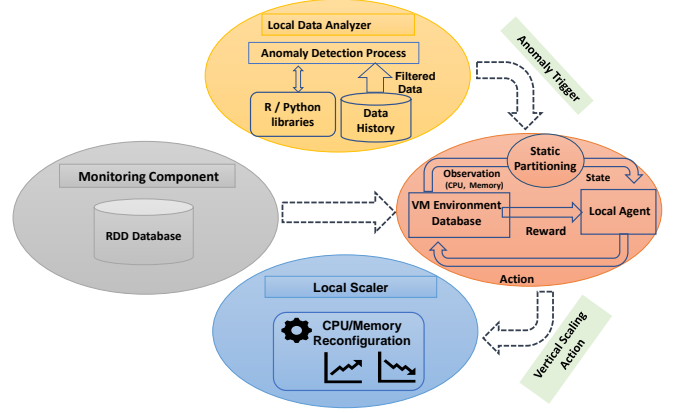 Local Data Analyzer
Anomaly Detection Process
Filtered
Data
R / Python
libraries
Data
History
Anomaly Trigger
Monitoring Component
RDD Database
Static
Partitioning
Observation
(CPU, Memory)
State
VM Environment
Database
Local Agent
Reward
Action
Local Scaler
CPU/Memory
Reconfiguration
Vertical Scaling
Action